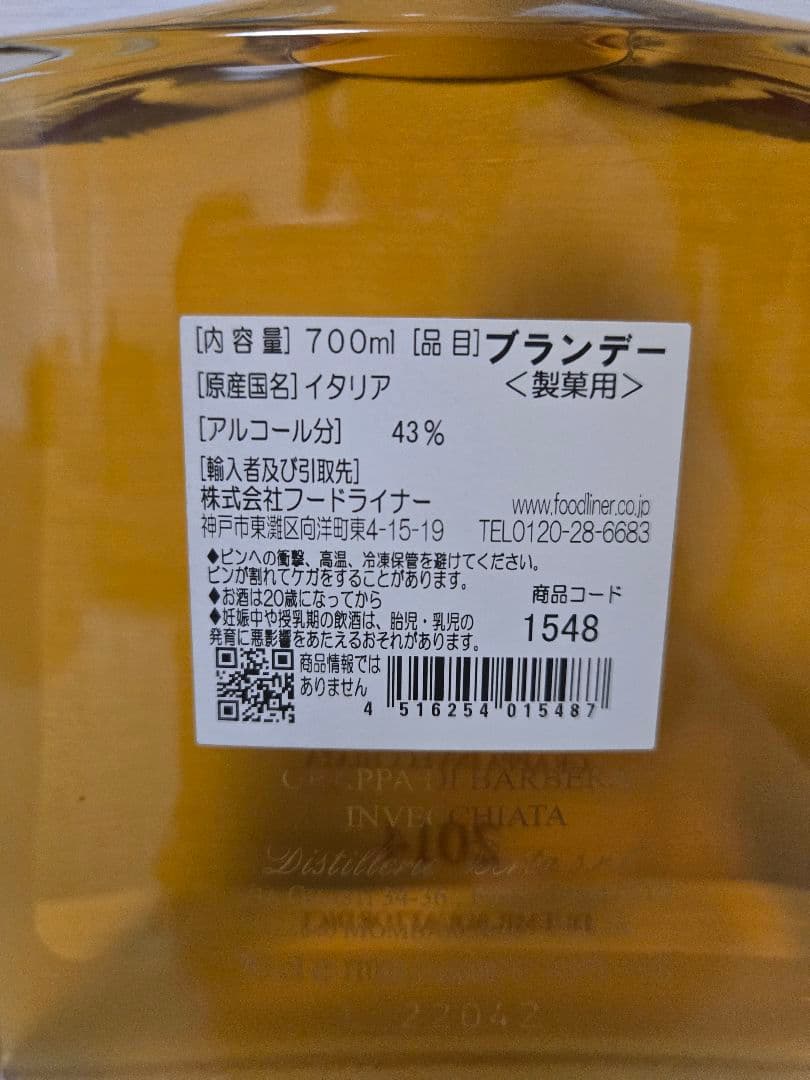 [内容量] 700ml [品目]ブランデー
[原産国名]イタリア <製菓用>
[アルコール分] 43%
[輸入者及び引取先]
株式会社フードライナー www.foodliner.co.jp
神戸市東灘区向洋町東4-15-19 TEL0120-28-6683
♦ビンへの衝撃、高温、冷凍保管を避けてください。
ビンが割れてケガをすることがあります。
♦お酒は20歳になってから
♦妊娠中や授乳期の飲酒は、胎児・乳児の
発育に悪影響をあたえるおそれがあります。
商品コード
1548
商品情報では
ありません
4 516254 015487
DI BARBERA
INVECCHIATA
2014
Distillerie Berta s.r.l.
22042